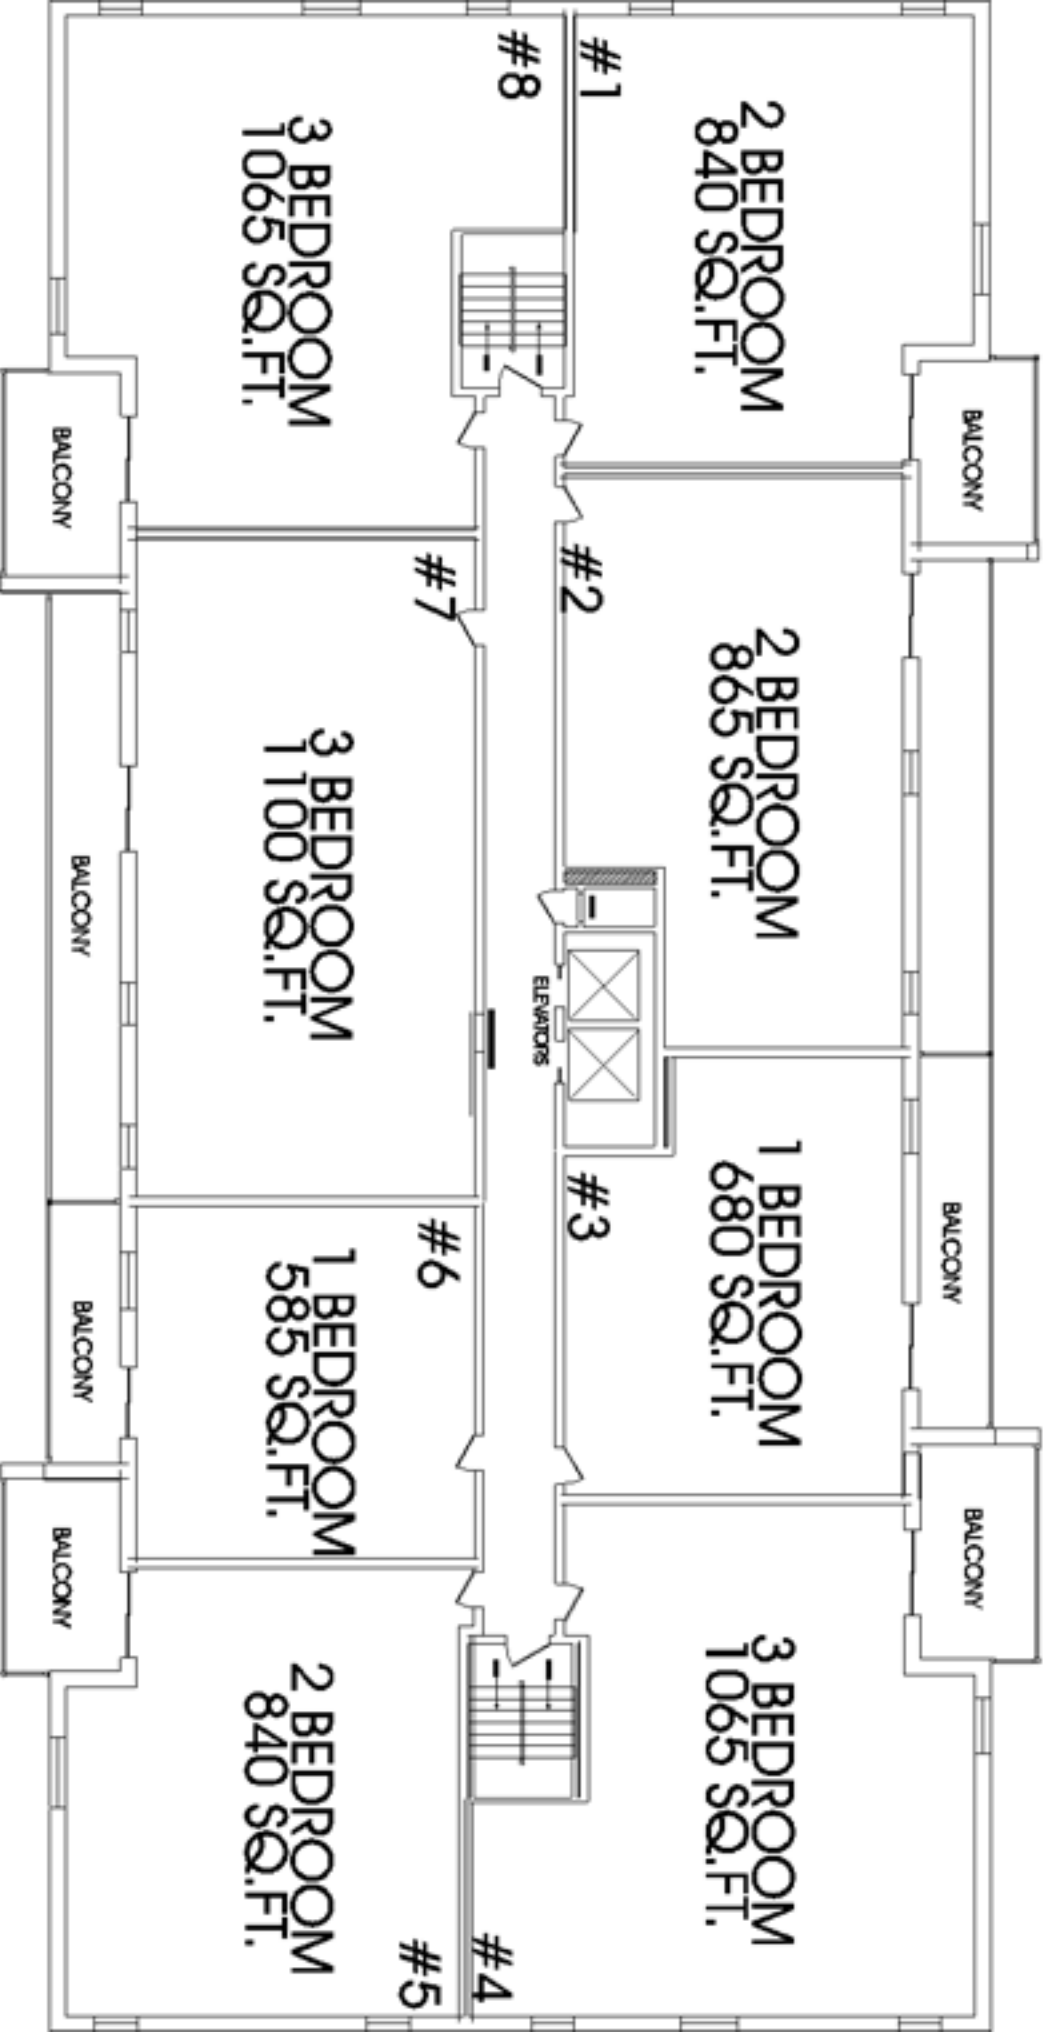 #1
2 BEDROOM
840 SQ.FT.
BALCONY
#2
2 BEDROOM
865 SQ.FT.
ELEVATORS
#3
1 BEDROOM
680 SQ.FT.
BALCONY
#4
3 BEDROOM
1065 SQ.FT.
BALCONY
#8
3 BEDROOM
1065 SQ.FT.
BALCONY
#7
3 BEDROOM
1100 SQ.FT.
BALCONY
#6
1 BEDROOM
585 SQ.FT.
BALCONY
#5
2 BEDROOM
840 SQ.FT.
BALCONY